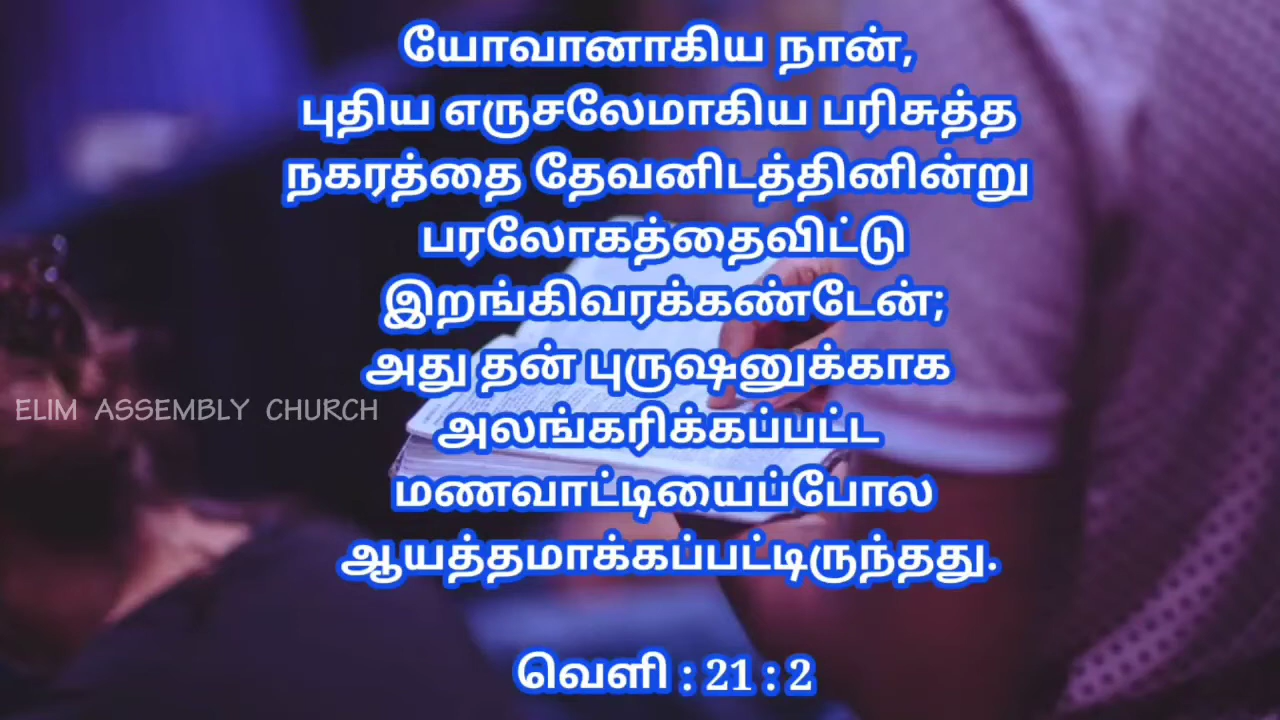 யோவானாகிய நான்,
புதிய எருசலேமாகிய பரிசுத்த
நகரத்தை தேவனிடத்தினின்று
பரலோகத்தைவிட்டு
இறங்கிவரக்கண்டேன்;
அது தன் புருஷனுக்காக
ELIM ASSEMBLY CHURCH
அலங்கரிக்கப்பட்ட
மணவாட்டியைப்போல
ஆயத்தமாக்கப்பட்டிருந்தது.
வெளி : 21 : 2